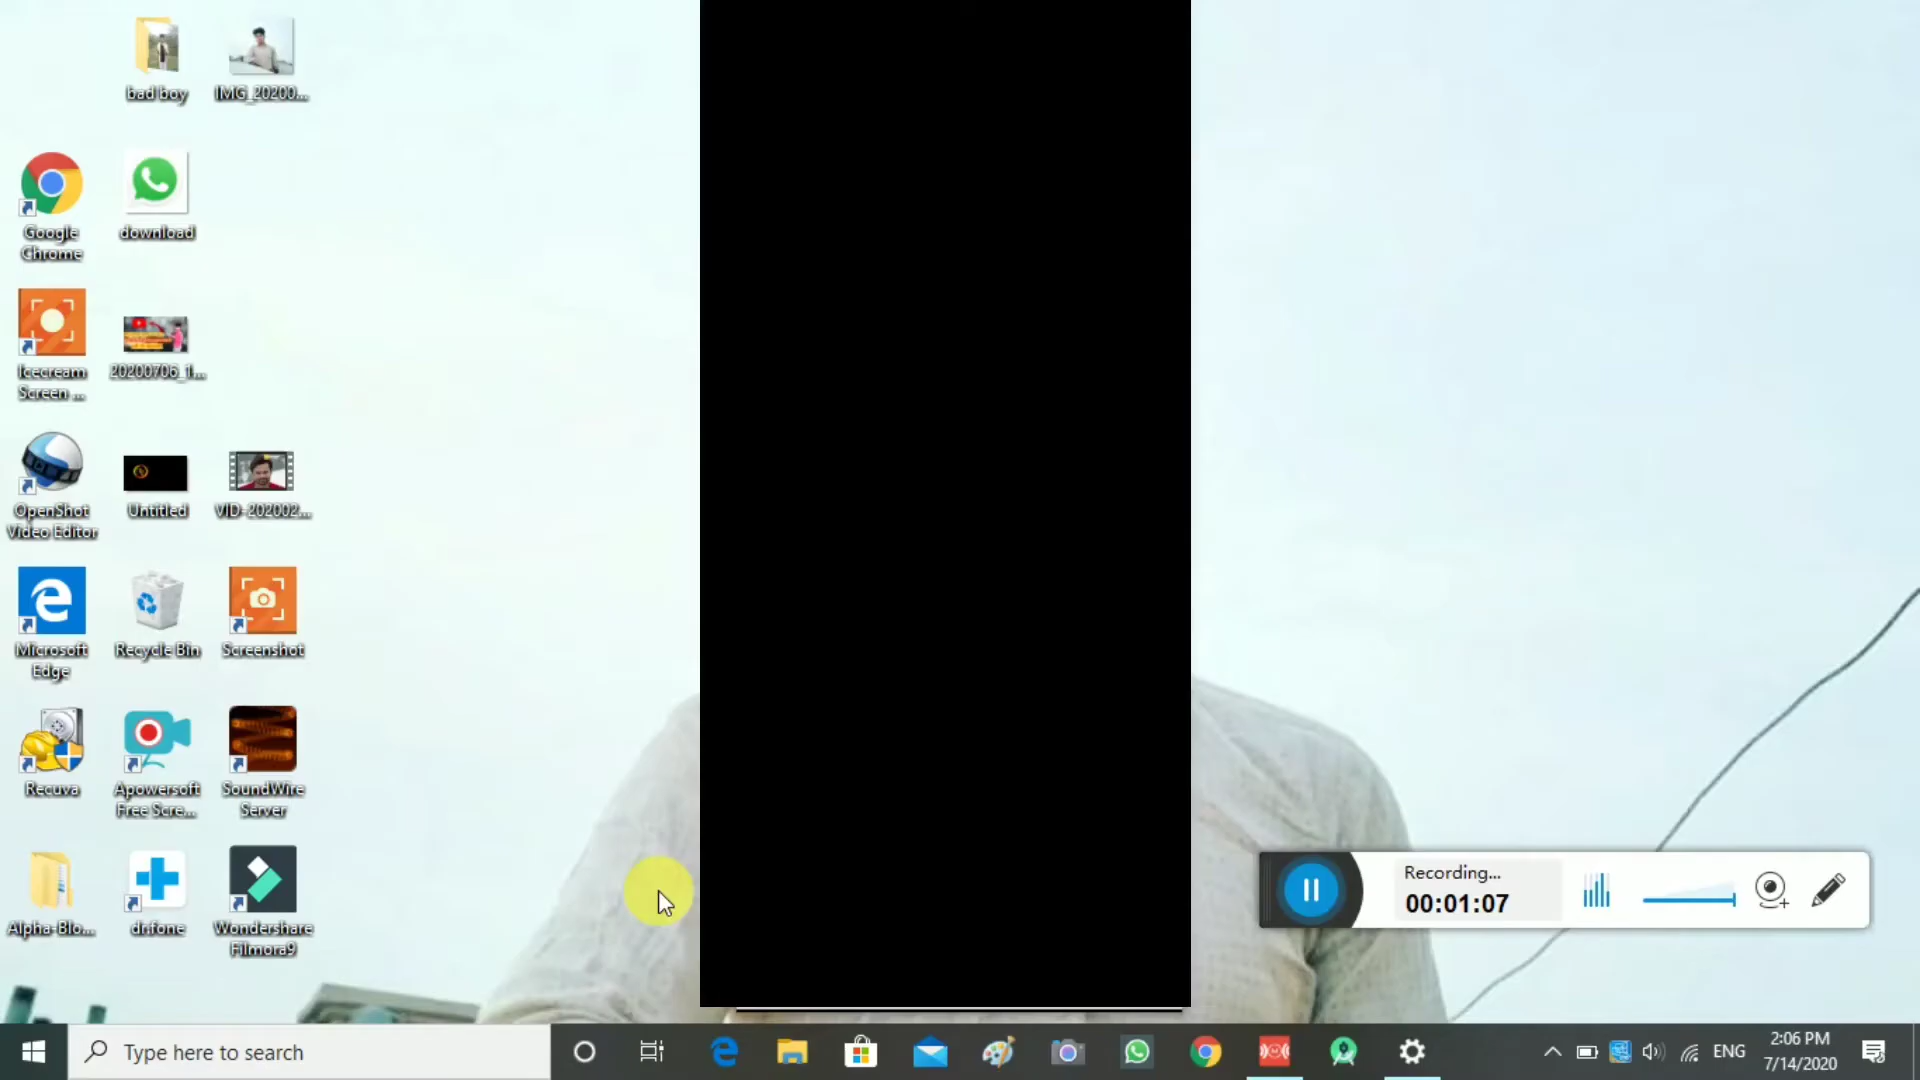 bad boy
IMG_20200...
Google
Chrome
download
Icecream
Screen ...
20200706_1...
OpenShot
Video Editor
Untitled
VID-202002...
Microsoft
Edge
Recycle Bin
Screenshot
Recuva
Apowersoft
Free Scre...
SoundWire
Server
Alpha-Blo...
dr.fone
Wondershare
Filmora9
Recording...
00:01:07
Type here to search
ENG
2:06 PM
7/14/2020